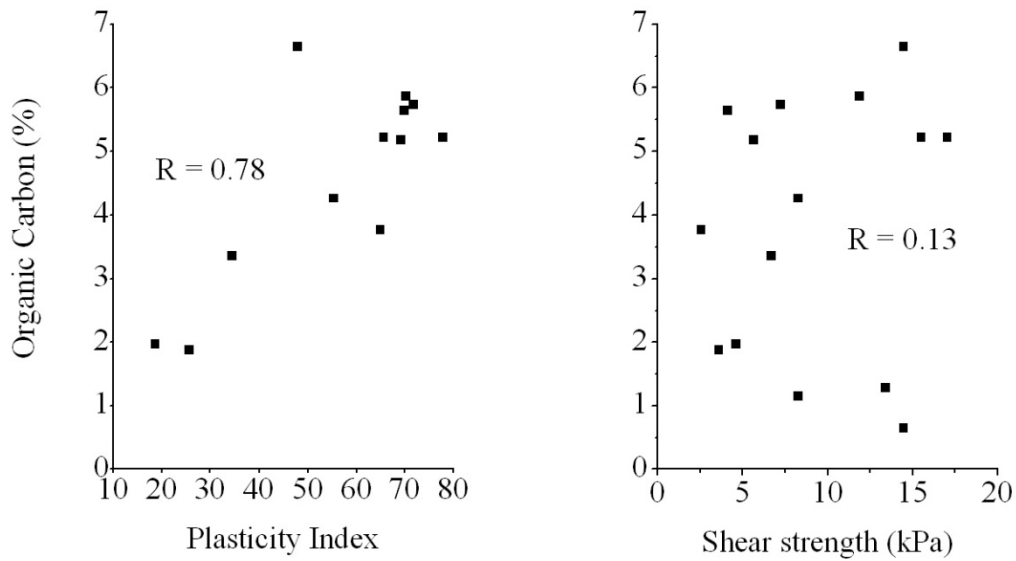 Organic Carbon (%)
7
6
5
4
3
2
1
0
R = 0.78
10 20 30 40 50 60 70 80
Plasticity Index
7
6
5
4
3
2
1
0
R = 0.13
0 5 10 15 20
Shear strength (kPa)